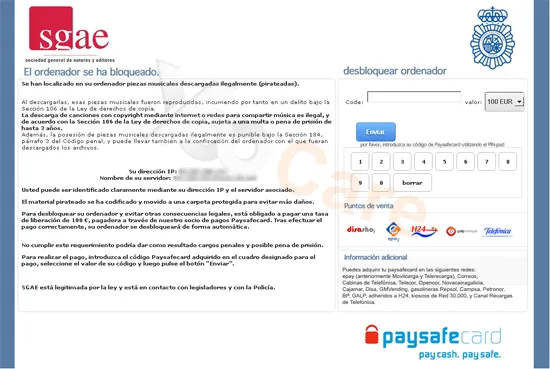 sgae
sociedad general de autores y editores
El ordenador se ha bloqueado.
Se han localizado en su ordenador piezas musicales descargadas ilegalmente (pirateadas).
Al descargarlas, esas piezas musicales fueron reproducidas, incurriendo por tanto en un delito bajo la
Sección 106 de la Ley de derechos de copia.
La descarga de canciones con copyright mediante internet o redes para compartir música es ilegal, y
de acuerdo con la Sección 106 de la Ley de derechos de copia, sujeta a una multa o pena de prisión de
hasta 3 años.
Además, la posesión de piezas musicales descargadas ilegalmente es punible bajo la Sección 184,
párrafo 3 del Código penal, y puede llevar también a la confiscación del ordenador con el que fueran
descargados los archivos.
Su dirección IP:
Nombre de su servidor:
Usted puede ser identificado claramente mediante su dirección IP y el servidor asociado.
El material pirateado se ha codificado y movido a una carpeta protegida para evitar más daños.
Para desbloquear su ordenador y evitar otras consecuencias legales, está obligado a pagar una tasa
de liberación de 100 £, pagadera a través de nuestro socio de pagos Paysafecard. Tras efectuar el
pago correctamente, su ordenador se desbloqueará de forma automática.
No cumplir este requerimiento podría dar como resultado cargos penales y posible pena de prisión.
Para realizar el pago, introduzca el código Paysafecard adquirido en el cuadro designado para el
pago, seleccione el valor de su código y luego pulse el botón "Enviar".
SGAE está legitimada por la ley y está en contacto con legisladores y con la Policía.
desbloquear ordenador
Code: valor: 100 EUR
Enviar
por favor, introduzca su código de Paysafecard utilizando el PIN-pad
1 2 3 4 5 6 7 8
9 0 borrar
Puntos de venta
disashop epay H24 galp energia Telefónica
Información adicional
Puedes adquirir tu paysafecard en las siguientes redes:
epay (anteriormente Movilcarga y Telerecarga), Correos,
Cabinas de Telefónica, Telecor, Opencor, Novacaixagalicia,
Cajamar, Disa, GMVending, gasolineras Repsol, Campsa, Petronor,
BP, GALP, adheridos a H24, kioscos de Red 30.000, y Canal Recargas
de Telefónica.
paysafecard
pay cash. pay safe.